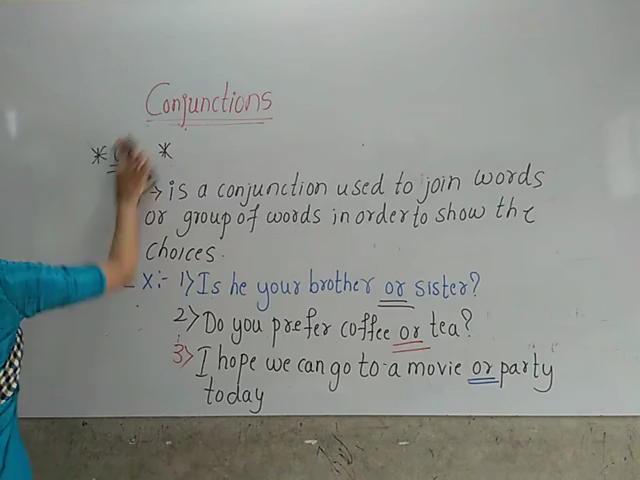 Conjunctions
* *
→ is a conjunction used to join words
or group of words in order to show the
choices.
x:- 1> Is he your brother or sister?
2> Do you prefer coffee or tea?
3> I hope we can go to a movie or party
today